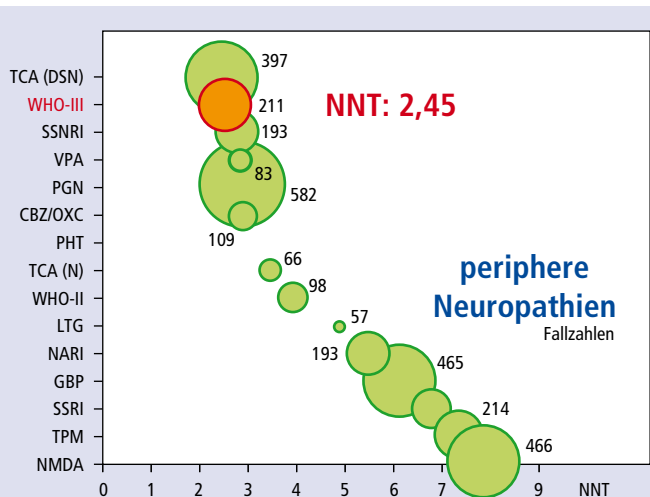 TCA (DSN)
397
WHO-III
211
NNT: 2,45
SSNRI
193
VPA
83
PGN
582
CBZ/OXC
109
PHT
TCA (N)
66
periphere
WHO-II
98
Neuropathien
LTG
57
Fallzahlen
NARI
193
465
GBP
SSRI
214
TPM
466
NMDA
0 1 2 3 4 5 6 7 9 NNT